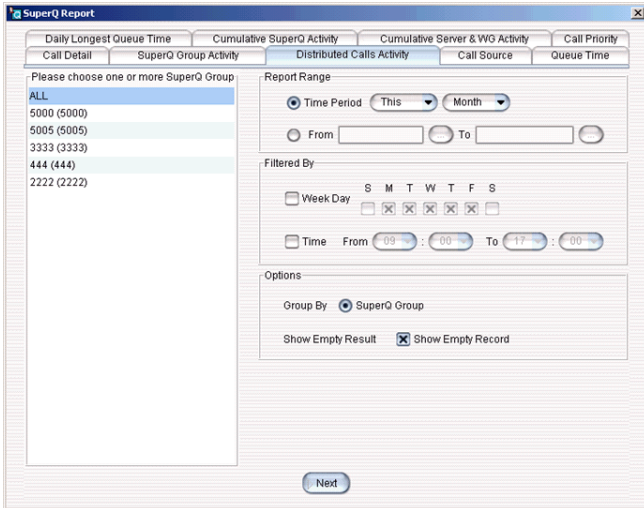 SuperQ Report
Daily Longest Queue Time Cumulative SuperQ Activity Cumulative Server & WG Activity Call Priority
Call Detail SuperQ Group Activity Distributed Calls Activity Call Source Queue Time
Please choose one or more SuperQ Group
ALL
5000 (5000)
5005 (5005)
3333 (3333)
444 (444)
2222 (2222)
Report Range
Time Period This Month
From ... To ...
Filtered By
S M T W T F S
Week Day
Time From 09 : 00 To 17 : 00
Options
Group By SuperQ Group
Show Empty Result Show Empty Record
Next